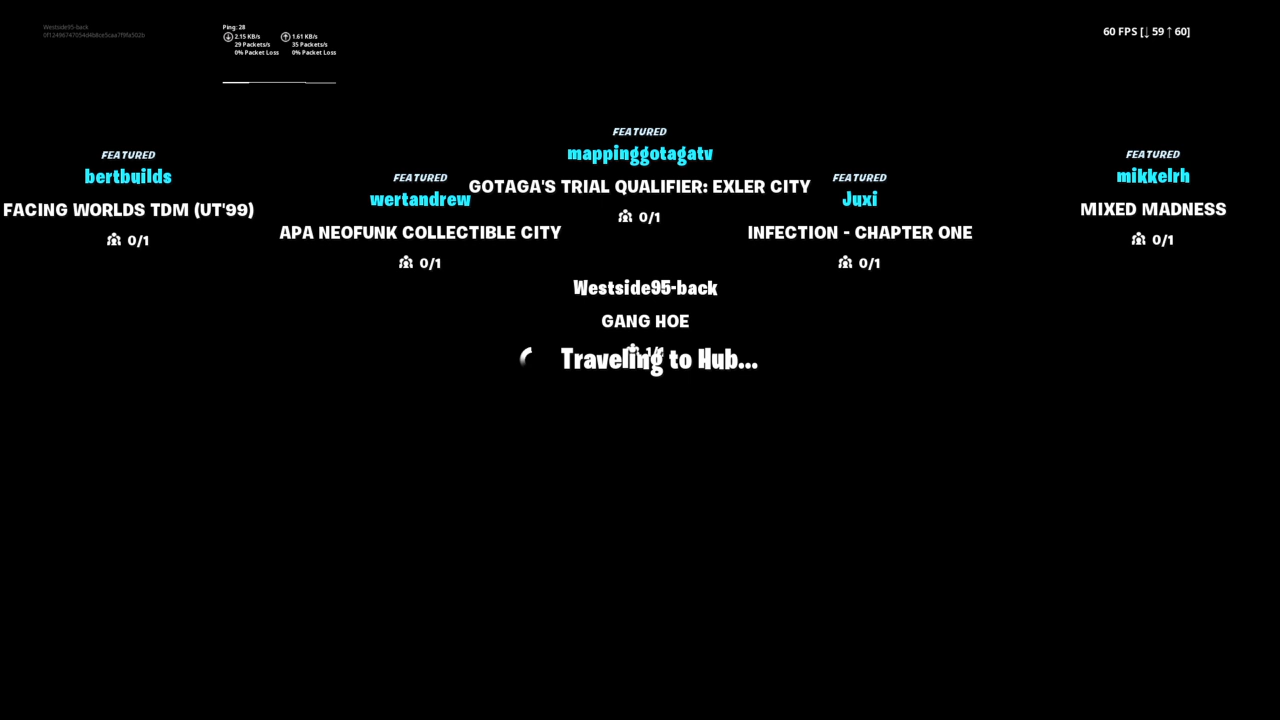 Westside95-back
Ping: 28
2.15 KB/s 1.61 KB/s
29 Packets/s 35 Packets/s
0% Packet Loss 0% Packet Loss
60 FPS [↓ 59 ↑ 60]
FEATURED
bertbuilds
FACING WORLDS TDM (UT'99)
0/1
FEATURED
wertandrew
APA NEOFUNK COLLECTIBLE CITY
0/1
FEATURED
mappinggotagatv
GOTAGA'S TRIAL QUALIFIER: EXLER CITY
0/1
FEATURED
Juxi
INFECTION - CHAPTER ONE
0/1
FEATURED
mikkelrh
MIXED MADNESS
0/1
Westside95-back
GANG HOE
Traveling to Hub...